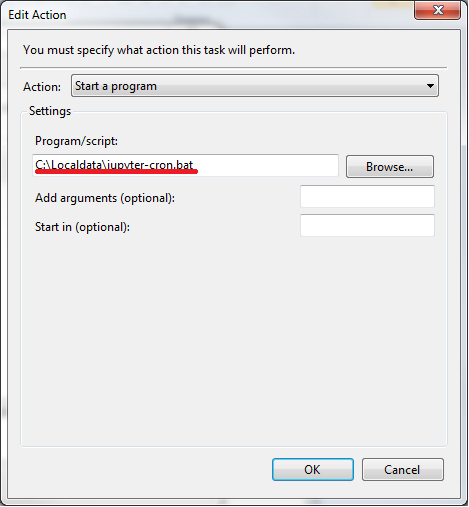 Edit Action
You must specify what action this task will perform.
Action: Start a program
Settings
Program/script:
C:\Localdata\jupyter-cron.bat Browse...
Add arguments (optional):
Start in (optional):
OK Cancel